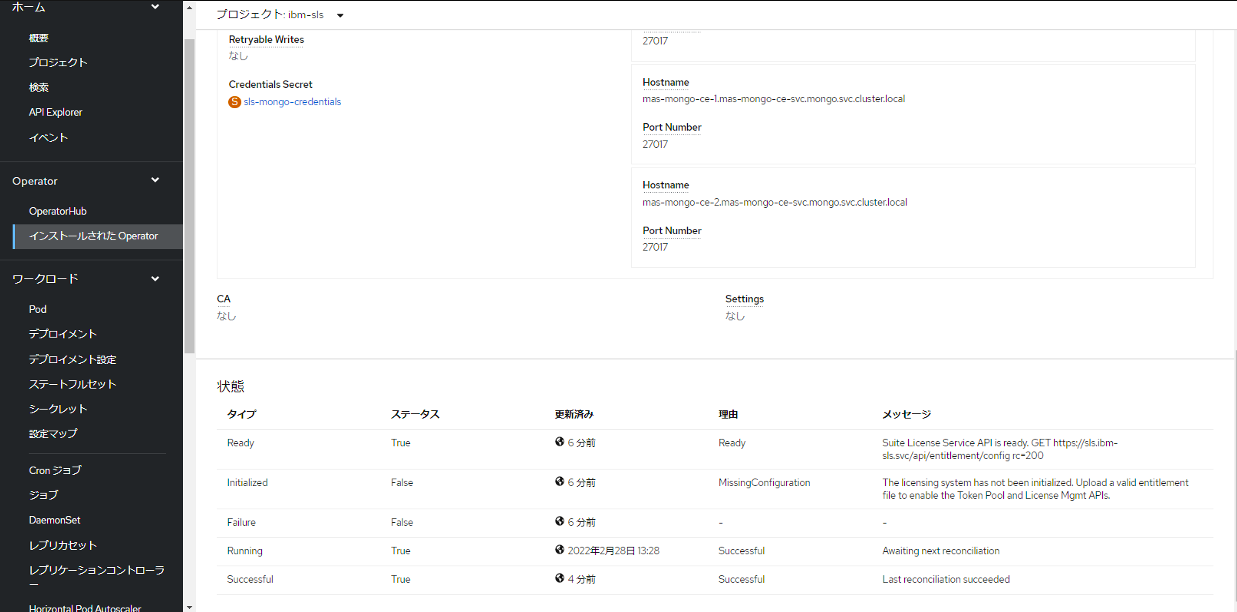 ホーム
概要
プロジェクト
検索
API Explorer
イベント
Operator
OperatorHub
インストールされた Operator
ワークロード
Pod
デプロイメント
デプロイメント設定
ステートフルセット
シークレット
設定マップ
Cron ジョブ
ジョブ
DaemonSet
レプリカセット
レプリケーションコントローラ
ー
Horizontal Pod Autoscaler
プロジェクト: ibm-sls
Retryable Writes
なし
Credentials Secret
S sls-mongo-credentials
27017
Hostname
mas-mongo-ce-1.mas-mongo-ce-svc.mongo.svc.cluster.local
Port Number
27017
Hostname
mas-mongo-ce-2.mas-mongo-ce-svc.mongo.svc.cluster.local
Port Number
27017
CA
なし
Settings
なし
状態
タイプ ステータス 更新済み 理由 メッセージ
Ready True 6 分前 Ready Suite License Service API is ready. GET https://sls.ibm-
sls.svc/api/entitlement/config rc=200
Initialized False 6 分前 MissingConfiguration The licensing system has not been initialized. Upload a valid entitlement
file to enable the Token Pool and License Mgmt APIs.
Failure False 6 分前 - -
Running True 2022年2月28日 13:28 Successful Awaiting next reconciliation
Successful True 4 分前 Successful Last reconciliation succeeded